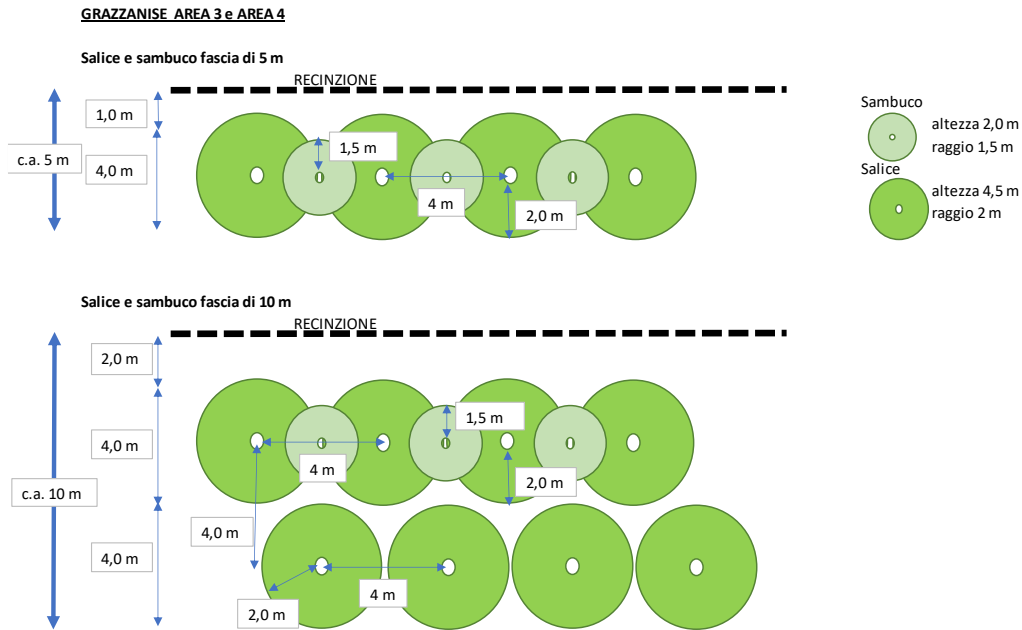 GRAZZANISE AREA 3 e AREA 4
Salice e sambuco fascia di 5 m
RECINZIONE
1,0 m
c.a. 5 m
4,0 m
1,5 m
4 m
2,0 m
Sambuco
altezza 2,0 m
raggio 1,5 m
Salice
altezza 4,5 m
raggio 2 m
Salice e sambuco fascia di 10 m
RECINZIONE
2,0 m
1,5 m
4,0 m
4 m
2,0 m
c.a. 10 m
4,0 m
4,0 m
4 m
2,0 m